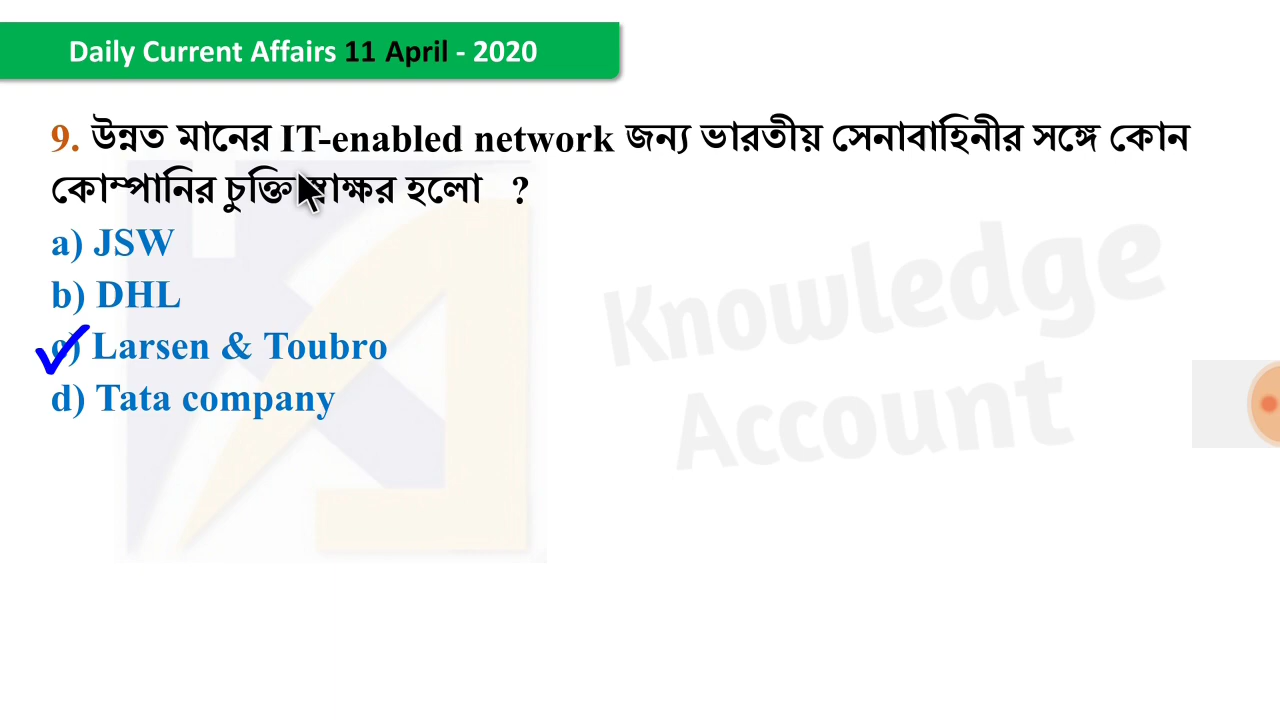 Daily Current Affairs 11 April - 2020
9. উন্নত মানের IT-enabled network জন্য ভারতীয় সেনাবাহিনীর সঙ্গে কোন
কোম্পানির চুক্তি স্বাক্ষর হলো ?
a) JSW
b) DHL
c) Larsen & Toubro
d) Tata company
Knowledge
Account